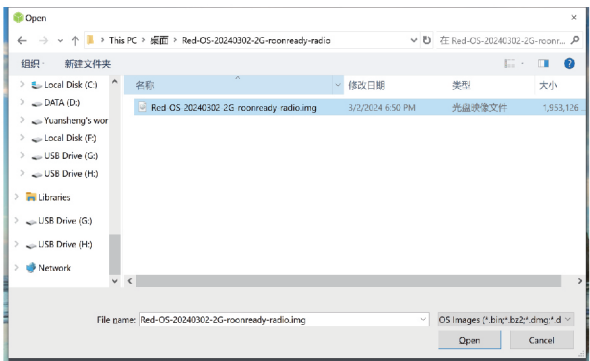 Open
This PC > 桌面 > Red-OS-20240302-2G-roonready-radio
在 Red-OS-20240302-2G-roonr...
组织
新建文件夹
Local Disk (C:)
DATA (D:)
Yuansheng's wor
Local Disk (F:)
USB Drive (G:)
USB Drive (H:)
Libraries
USB Drive (G:)
USB Drive (H:)
Network
名称 修改日期 类型 大小
Red-OS-20240302-2G-roonready-radio.img 3/2/2024 6:50 PM 光盘映像文件 1,953,126 ...
File name: Red-OS-20240302-2G-roonready-radio.img
OS Images (*.bin;*.bz2;*.dmg;*.d
Open Cancel